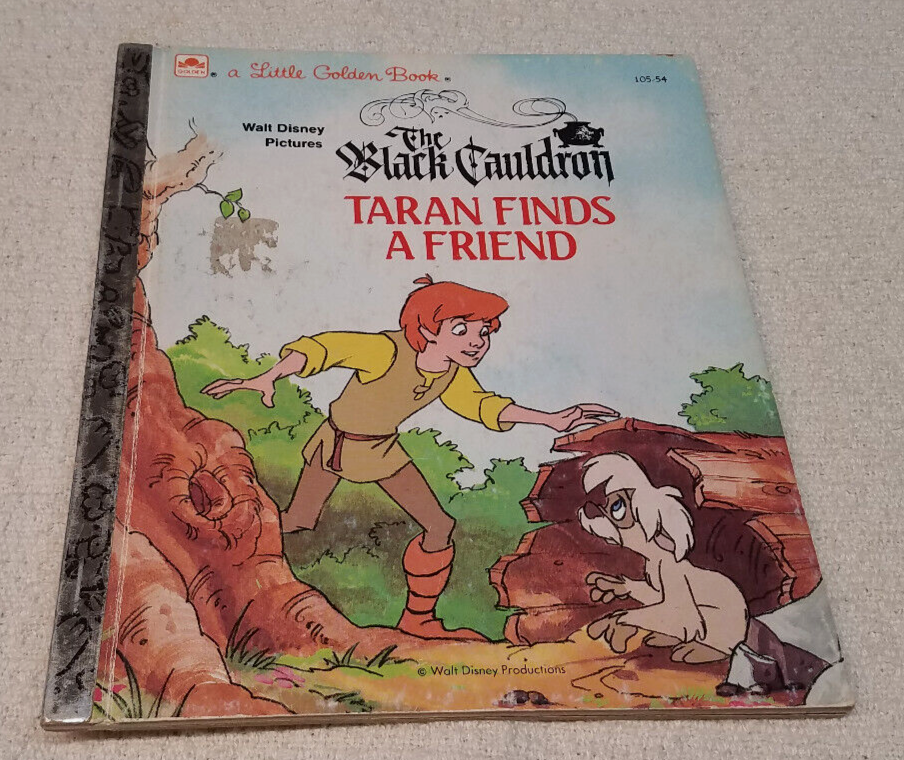 GOLDEN ® a Little Golden Book ®
105-54
Walt Disney
Pictures
The
Black Cauldron
TARAN FINDS
A FRIEND
© Walt Disney Productions